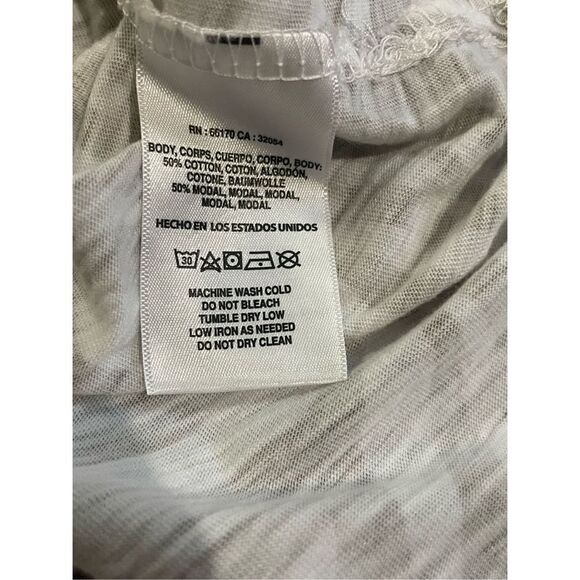 RN : 66170 CA : 32084
BODY, CORPS, CUERPO, CORPO, BODY:
50% COTTON, COTON, ALGODÓN,
COTONE, BAUMWOLLE
50% MODAL, MODAL, MODAL,
MODAL, MODAL
HECHO EN LOS ESTADOS UNIDOS
30
MACHINE WASH COLD
DO NOT BLEACH
TUMBLE DRY LOW
LOW IRON AS NEEDED
DO NOT DRY CLEAN